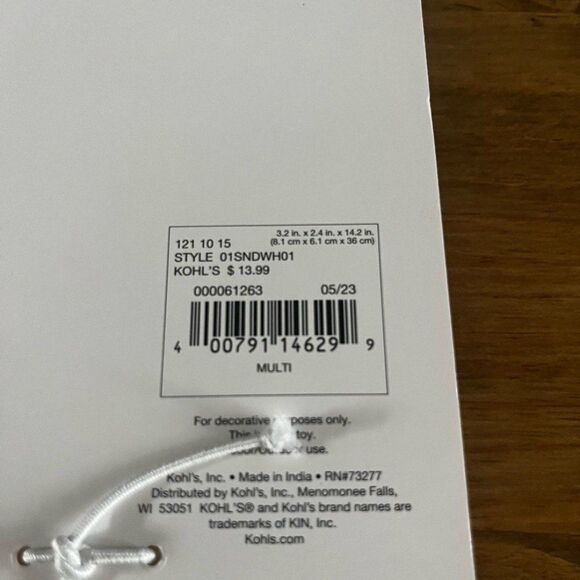 3.2 in. x 2.4 in. x 14.2 in.
121 10 15 (8.1 cm x 6.1 cm x 36 cm)
STYLE 01SNDWH01
KOHL'S $ 13.99
000061263 05/23
4 00791 14629 9
MULTI
For decorative purposes only.
This toy.
use.
Kohl's, Inc. • Made in India • RN#73277
Distributed by Kohl's, Inc., Menomonee Falls,
WI 53051 KOHL'S® and Kohl's brand names are
trademarks of KIN, Inc.
Kohls.com